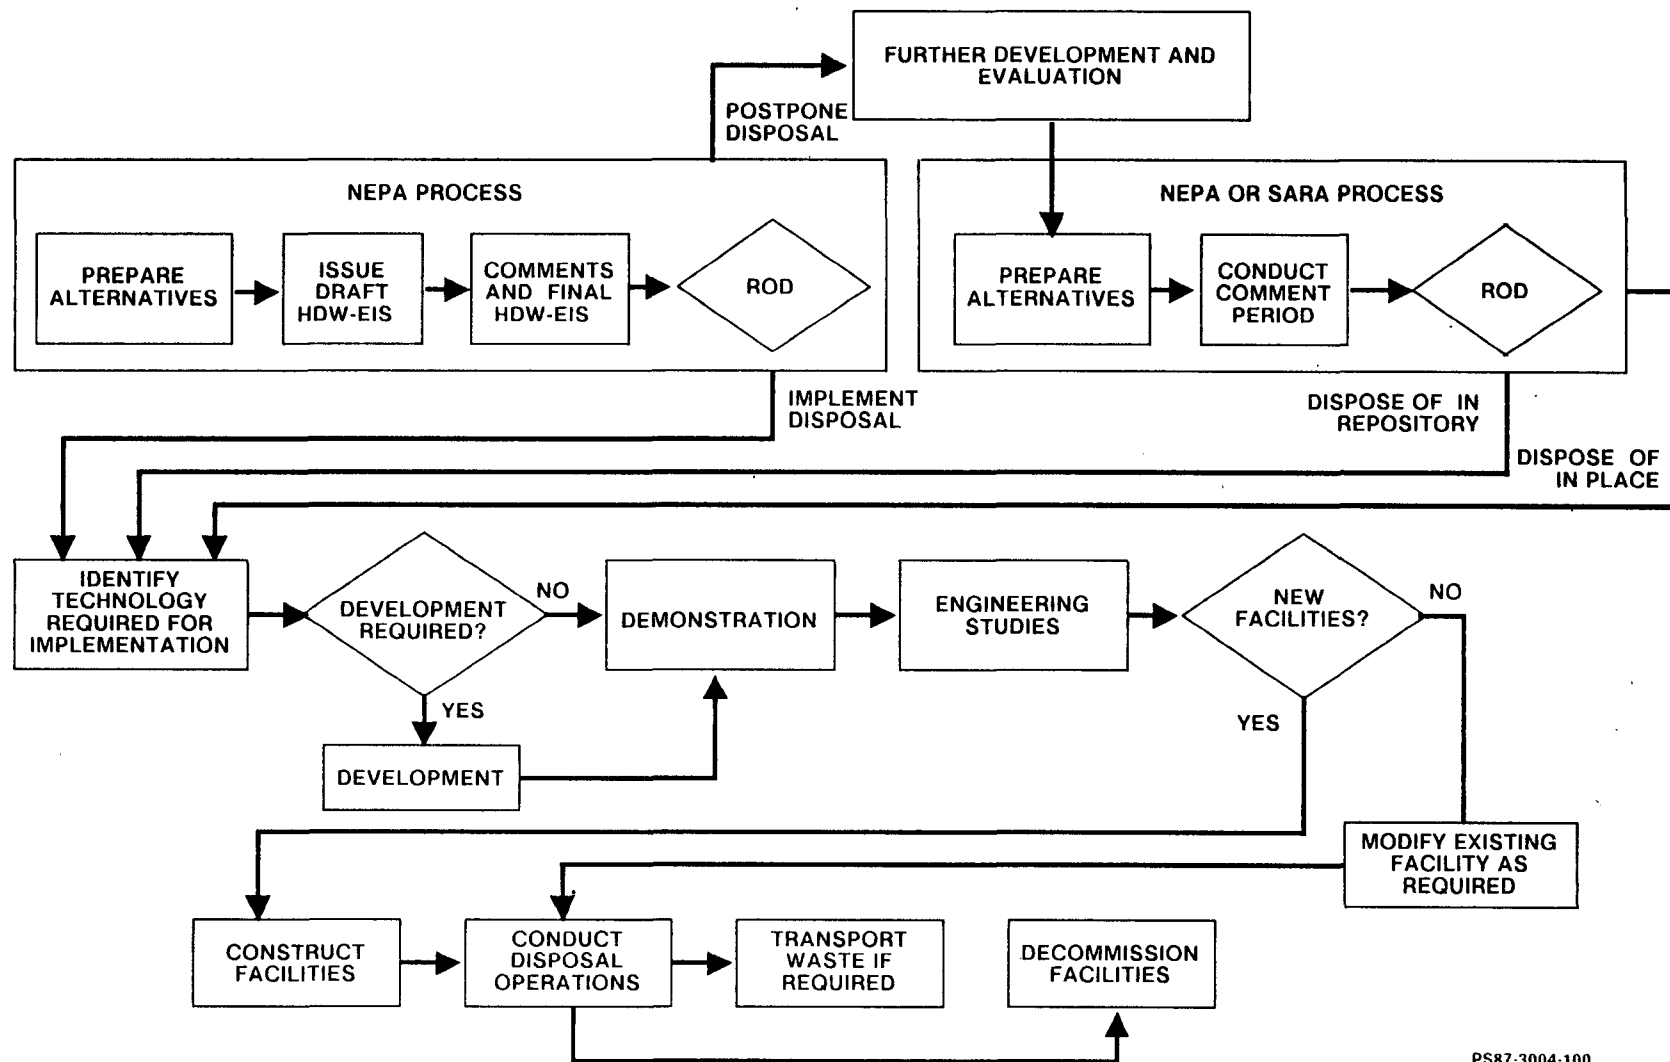 FURTHER DEVELOPMENT AND
EVALUATION
POSTPONE
DISPOSAL
NEPA PROCESS
PREPARE
ALTERNATIVES
ISSUE
DRAFT
HDW-EIS
COMMENTS
AND FINAL
HDW-EIS
ROD
NEPA OR SARA PROCESS
PREPARE
ALTERNATIVES
CONDUCT
COMMENT
PERIOD
ROD
IMPLEMENT
DISPOSAL
DISPOSE OF IN
REPOSITORY
DISPOSE OF
IN PLACE
IDENTIFY
TECHNOLOGY
REQUIRED FOR
IMPLEMENTATION
DEVELOPMENT
REQUIRED?
NO
YES
DEVELOPMENT
DEMONSTRATION
ENGINEERING
STUDIES
NEW
FACILITIES?
NO
YES
MODIFY EXISTING
FACILITY AS
REQUIRED
CONSTRUCT
FACILITIES
CONDUCT
DISPOSAL
OPERATIONS
TRANSPORT
WASTE IF
REQUIRED
DECOMMISSION
FACILITIES
PS87-3004-100